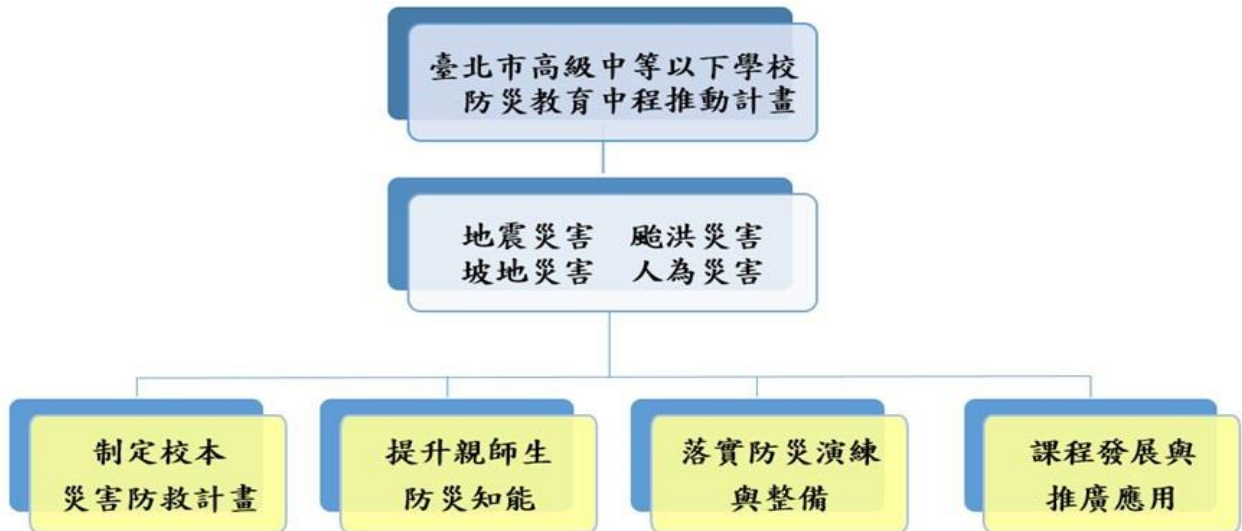 臺北市高級中等以下學校
防災教育中程推動計畫
地震災害 颱洪災害
坡地災害 人為災害
制定校本
災害防救計畫
提升親師生
防災知能
落實防災演練
與整備
課程發展與
推廣應用